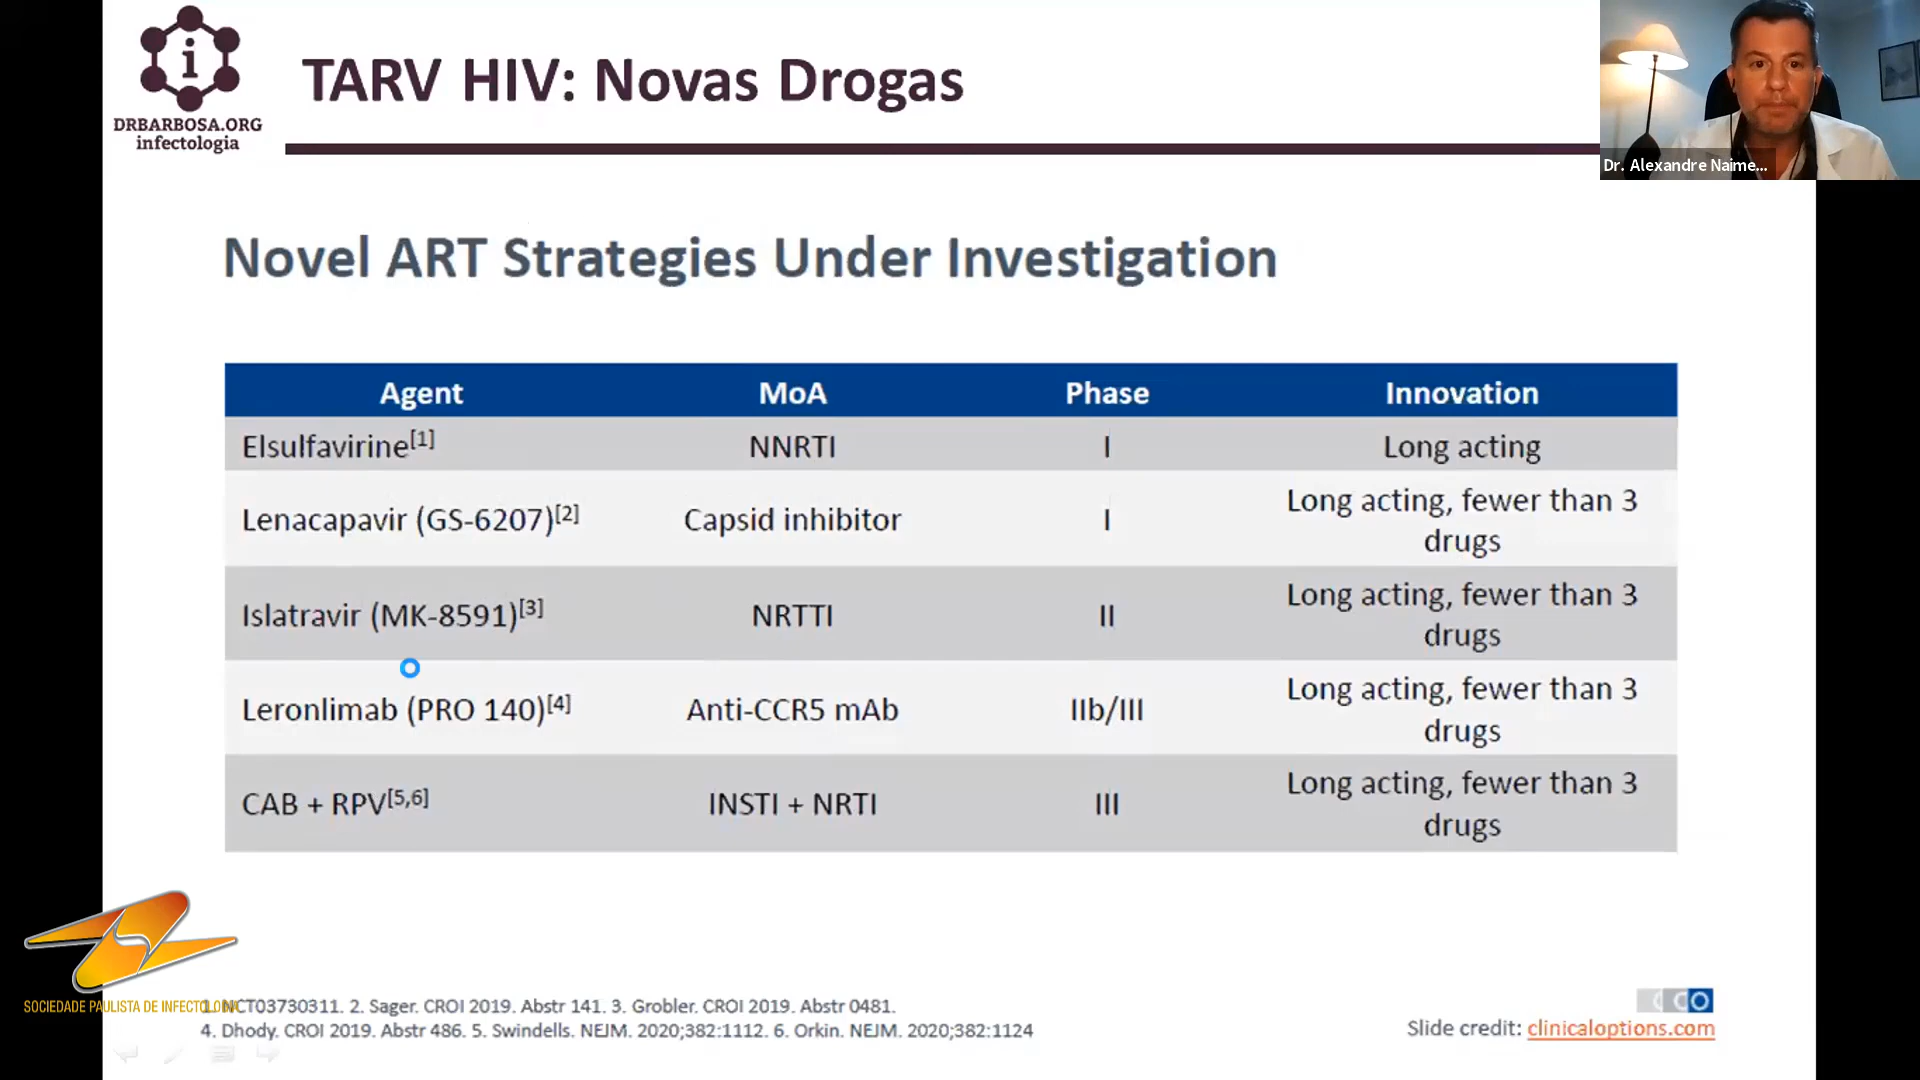 i
DRBARBOSA.ORG
infectologia
TARV HIV: Novas Drogas
Dr. Alexandre Naime...
Novel ART Strategies Under Investigation
Agent MoA Phase Innovation
Elsulfavirine[1] NNRTI I Long acting
Lenacapavir (GS-6207)[2] Capsid inhibitor I Long acting, fewer than 3
drugs
Islatravir (MK-8591)[3] NRTTI II Long acting, fewer than 3
drugs
Leronlimab (PRO 140)[4] Anti-CCR5 mAb IIb/III Long acting, fewer than 3
drugs
CAB + RPV[5,6] INSTI + NRTI III Long acting, fewer than 3
drugs
SOCIEDADE PAULISTA DE
1. NCT03730311. 2. Sager. CROI 2019. Abstr 141. 3. Grobler. CROI 2019. Abstr 0481.
4. Dhody. CROI 2019. Abstr 486. 5. Swindells. NEJM. 2020;382:1112. 6. Orkin. NEJM. 2020;382:1124
CCO
Slide credit: clinicaloptions.com